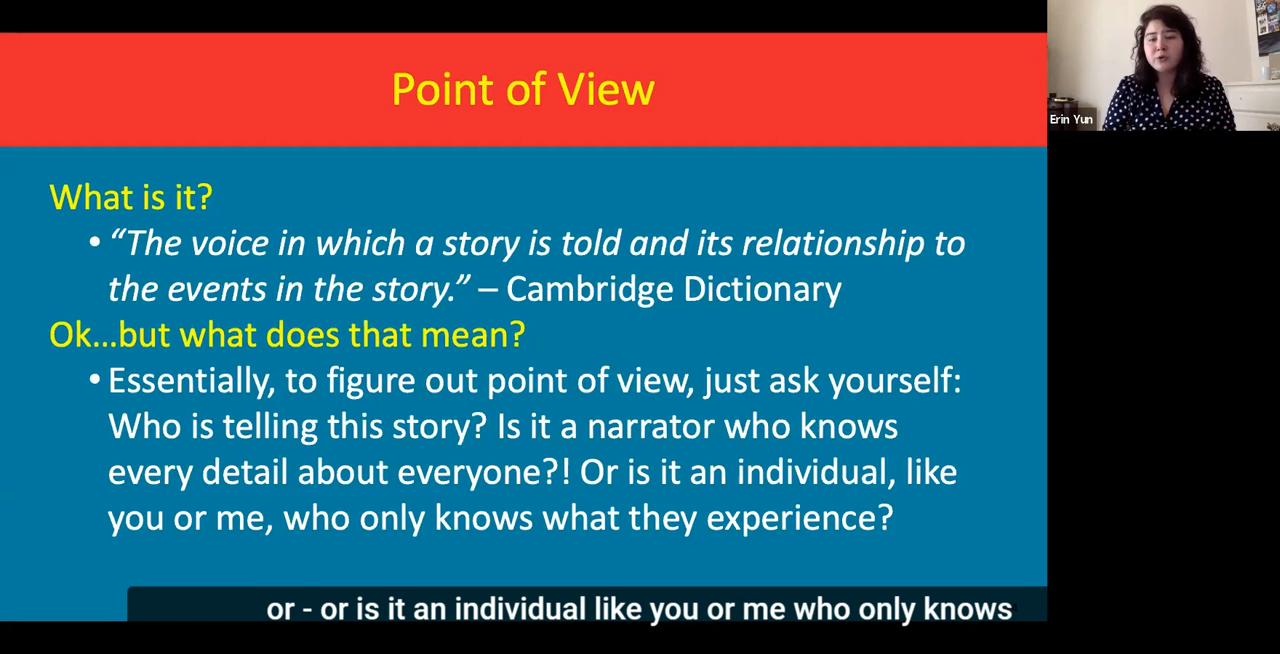 Point of View
Erin Yun
What is it?
• “The voice in which a story is told and its relationship to
the events in the story.” – Cambridge Dictionary
Ok...but what does that mean?
• Essentially, to figure out point of view, just ask yourself:
Who is telling this story? Is it a narrator who knows
every detail about everyone?! Or is it an individual, like
you or me, who only knows what they experience?
or - or is it an individual like you or me who only knows